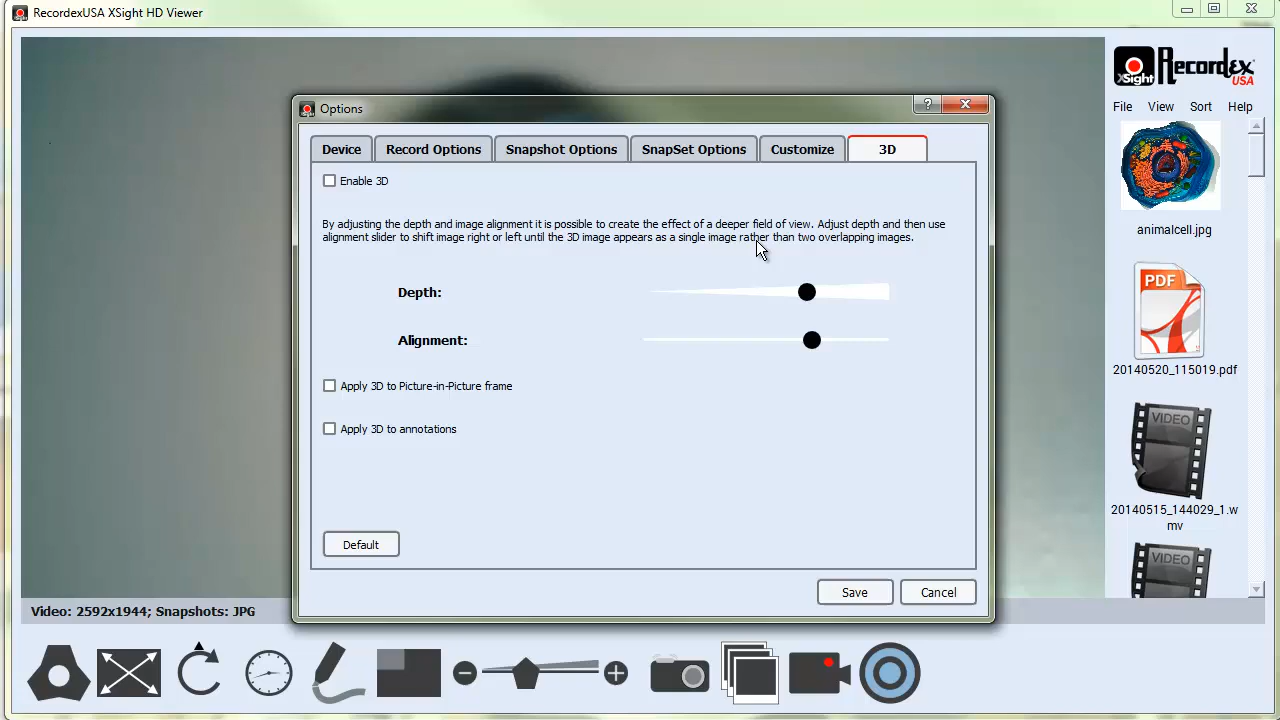 RecordexUSA XSight HD Viewer
XSight Recordex USA
File View Sort Help
Options
Device Record Options Snapshot Options SnapSet Options Customize 3D
Enable 3D
By adjusting the depth and image alignment it is possible to create the effect of a deeper field of view. Adjust depth and then use
alignment slider to shift image right or left until the 3D image appears as a single image rather than two overlapping images.
Depth:
Alignment:
Apply 3D to Picture-in-Picture frame
Apply 3D to annotations
Default
Save Cancel
animalcell.jpg
PDF
20140520_115019.pdf
VIDEO
20140515_144029_1.w
mv
VIDEO
Video: 2592x1944; Snapshots: JPG